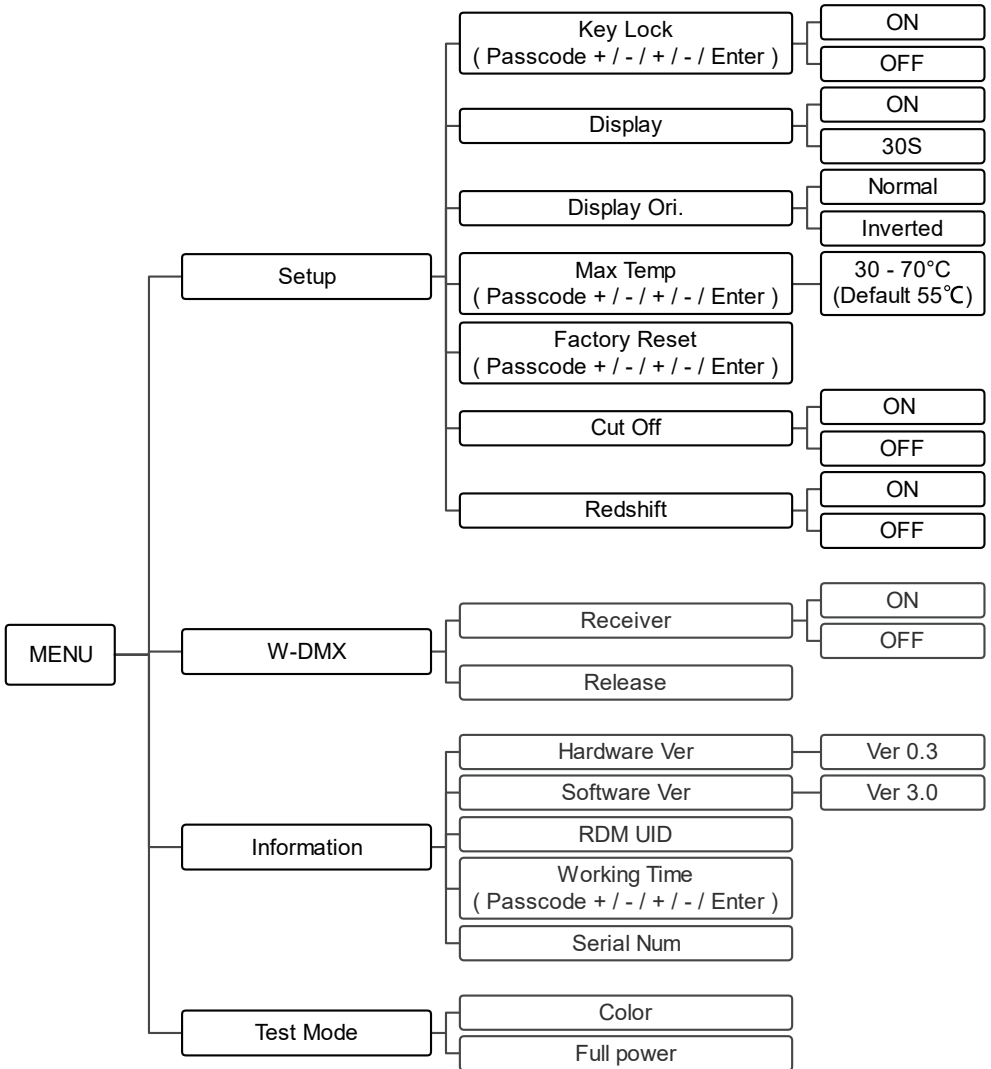 MENU
Setup
Key Lock
( Passcode + / - / + / - / Enter )
ON
OFF
Display
ON
30S
Display Ori.
Normal
Inverted
Max Temp
( Passcode + / - / + / - / Enter )
30 - 70°C
(Default 55℃)
Factory Reset
( Passcode + / - / + / - / Enter )
Cut Off
ON
OFF
Redshift
ON
OFF
W-DMX
Receiver
ON
OFF
Release
Information
Hardware Ver
Ver 0.3
Software Ver
Ver 3.0
RDM UID
Working Time
( Passcode + / - / + / - / Enter )
Serial Num
Test Mode
Color
Full power